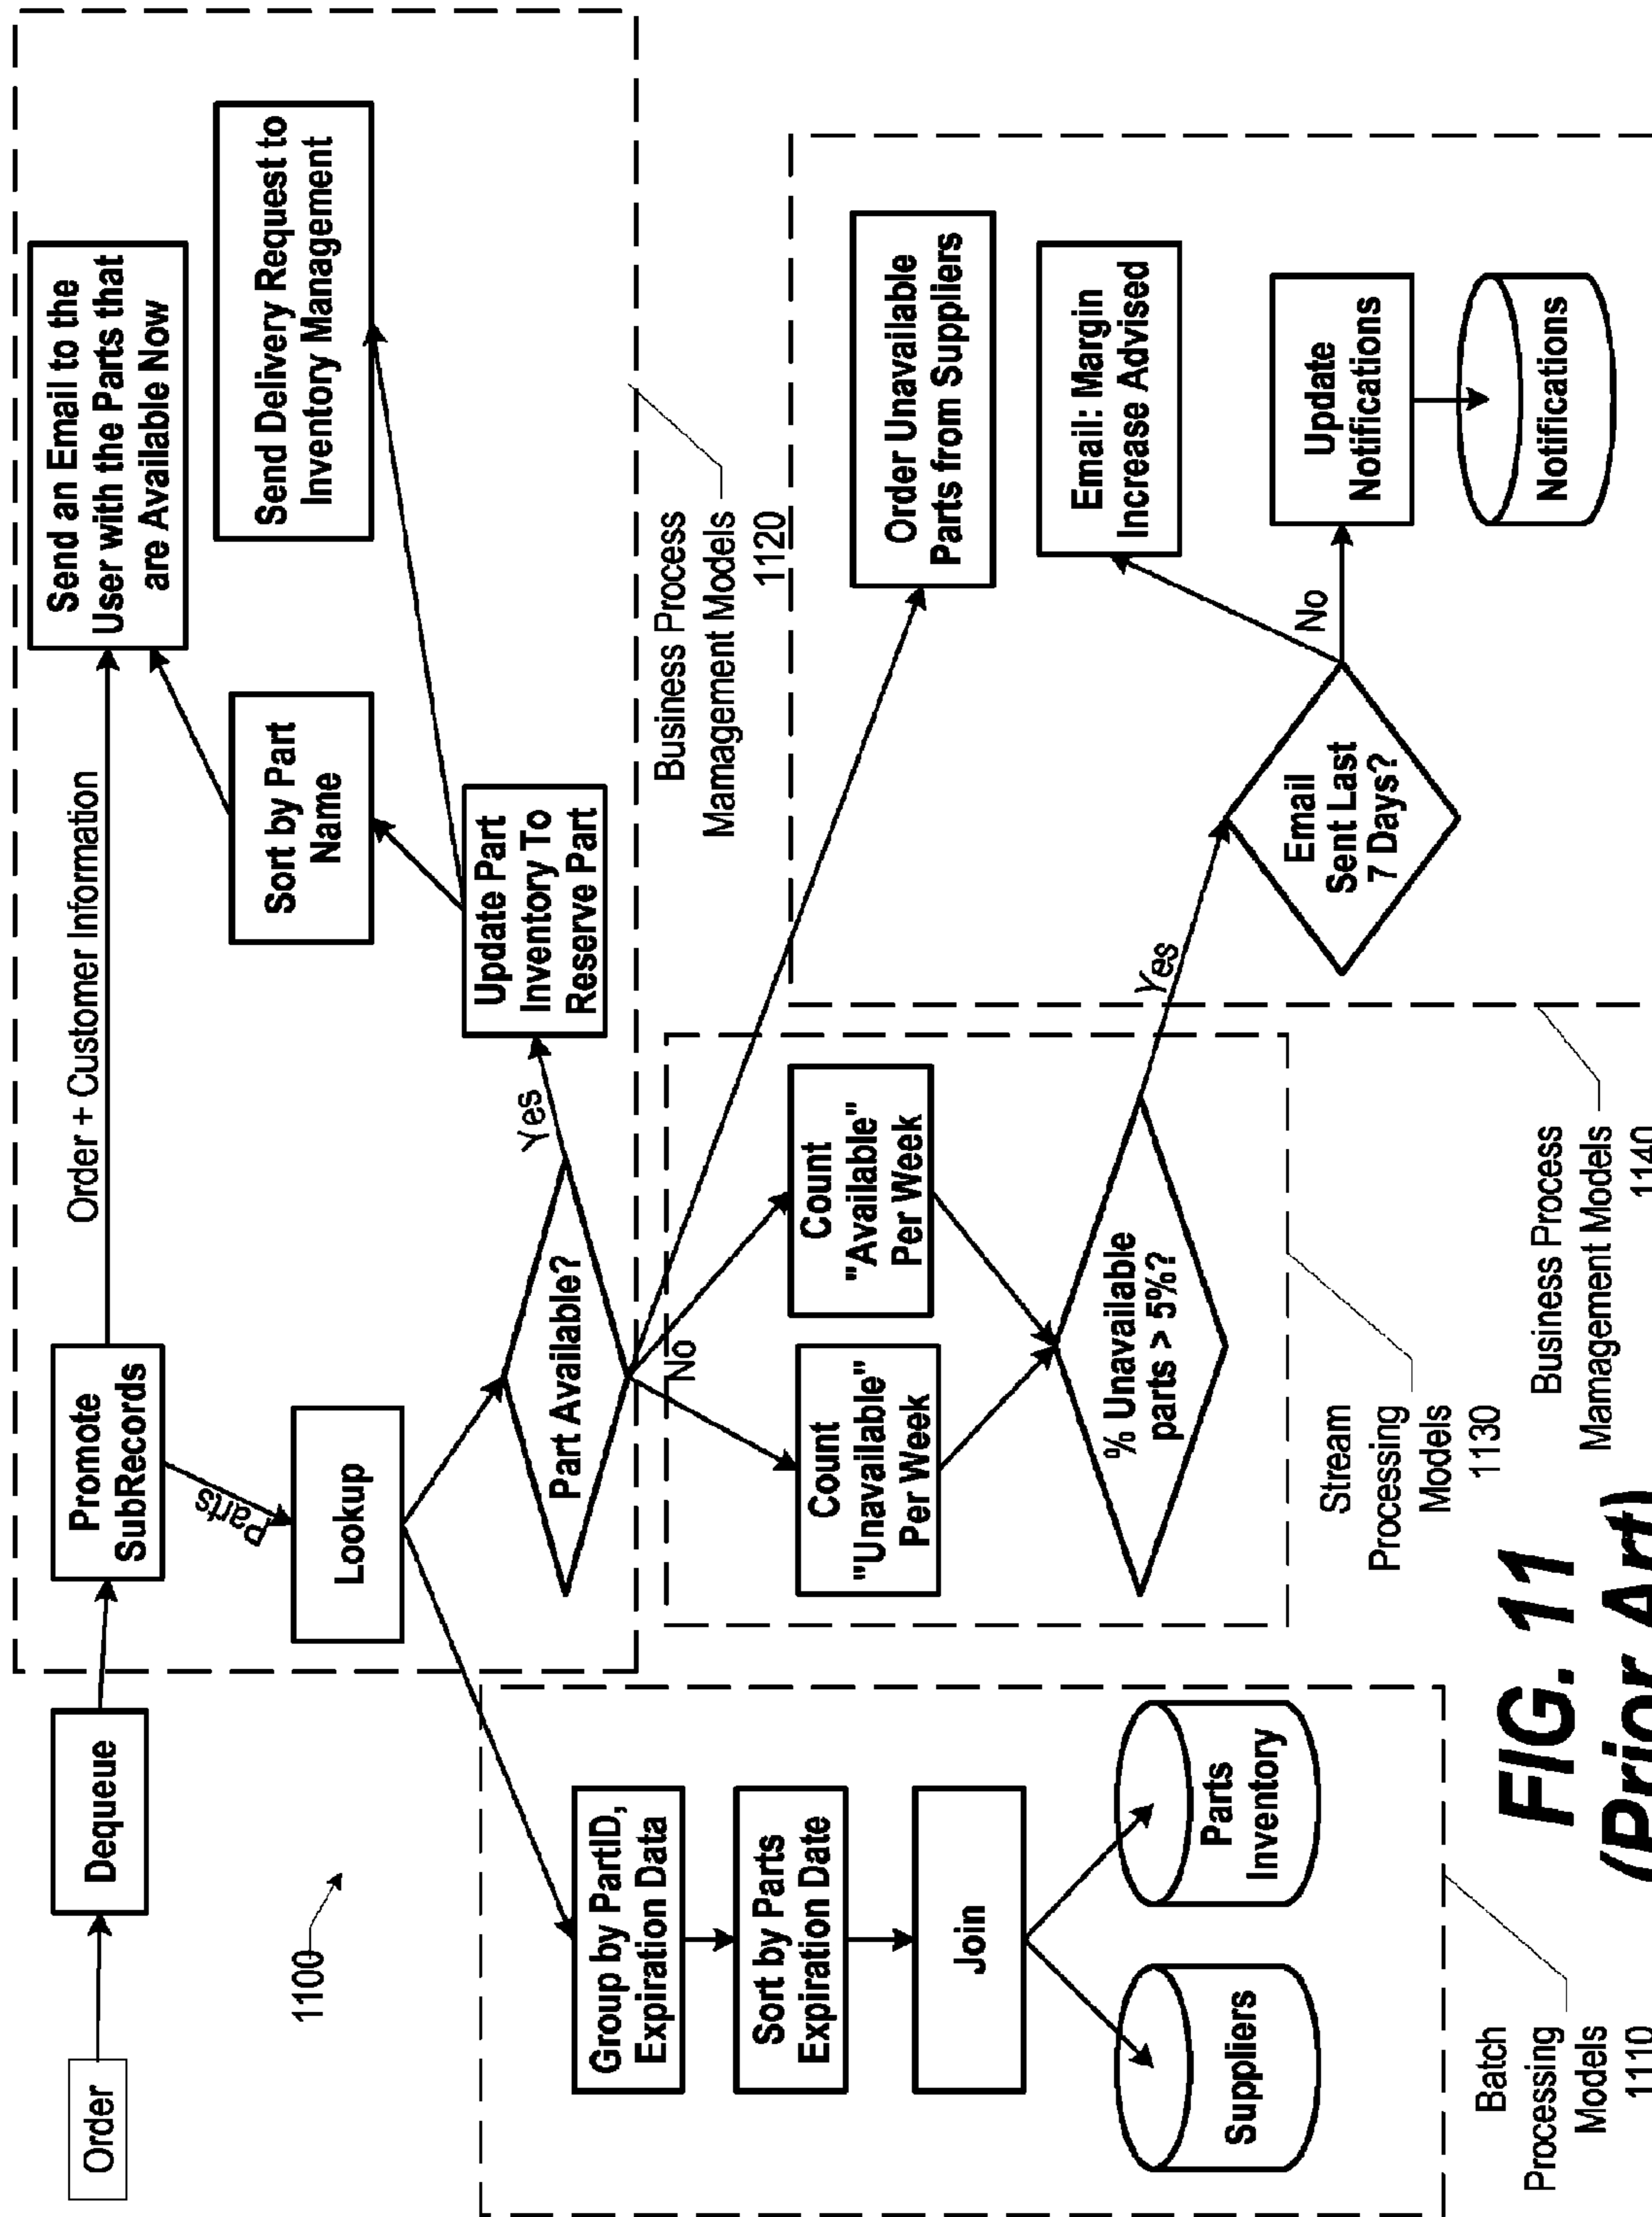 Order
Dequeue
Promote
SubRecords
Order + Customer Information
Send an Email to the
User with the Parts that
are Available Now
Parts
Lookup
Sort by Part
Name
Send Delivery Request to
Inventory Management
1100
Part Available?
Yes
Update Part
Inventory To
Reserve Part
No
Business Process
Mamagement Models
1120
Group by PartID,
Expiration Data
Sort by Parts
Expiration Date
Join
Suppliers
Parts
Inventory
Batch
Processing
Models
1110
Count
"Unavailable"
Per Week
Count
"Available"
Per Week
% Unavailable
parts > 5%?
Yes
Stream
Processing
Models
1130
Order Unavailable
Parts from Suppliers
Email: Margin
Increase Advised
Email
Sent Last
7 Days?
No
Update
Notifications
Notifications
Business Process
Mamagement Models
1140
FIG. 11
(Prior Art)